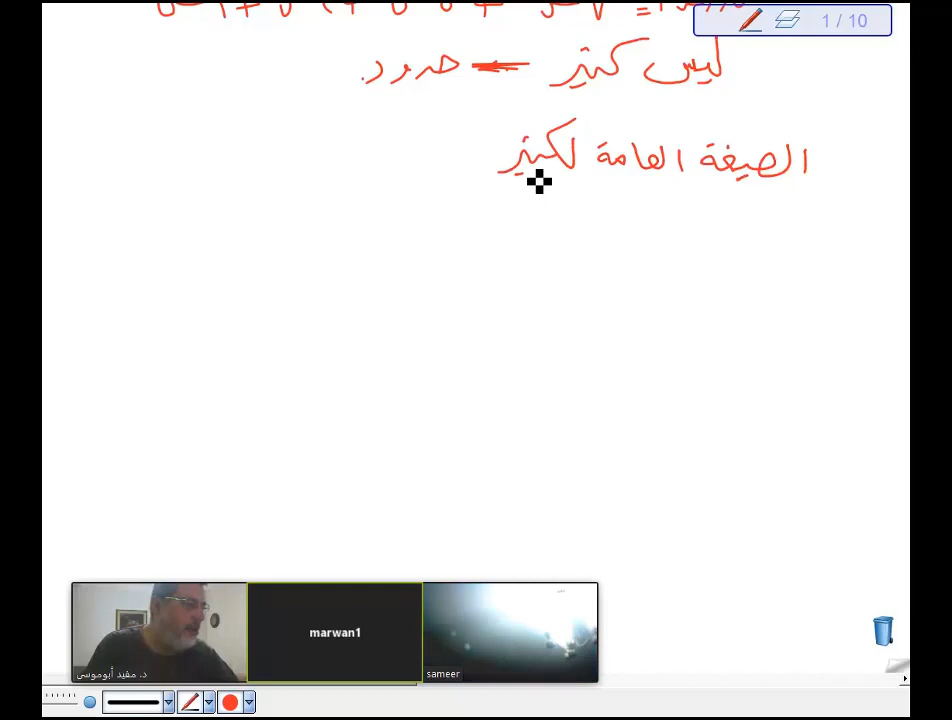 1 / 10
ليس كثير ← حدود.
الصيغة العامة لكثير
marwan1
د. مفيد أبوموسى
sameer